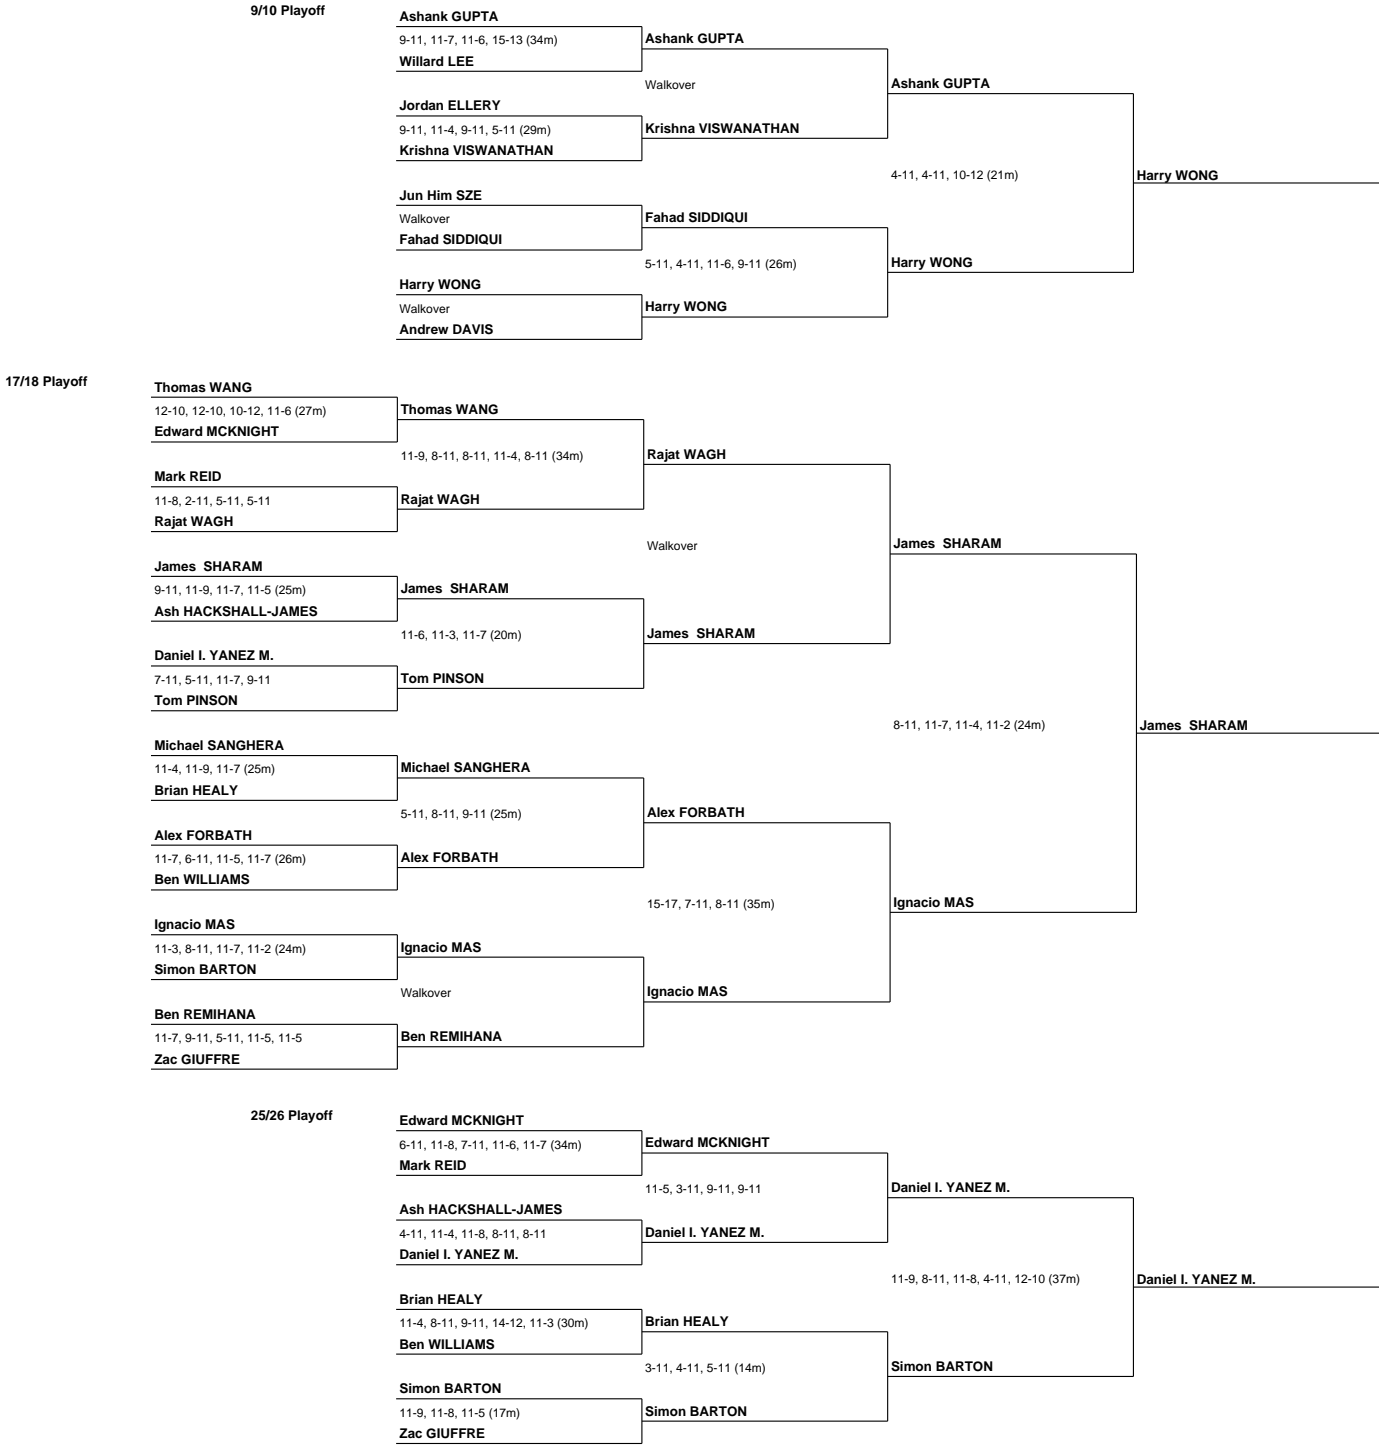 9/10 Playoff
Ashank GUPTA
9-11, 11-7, 11-6, 15-13 (34m)
Ashank GUPTA
Willard LEE
Walkover
Ashank GUPTA
Jordan ELLERY
9-11, 11-4, 9-11, 5-11 (29m)
Krishna VISWANATHAN
Krishna VISWANATHAN
4-11, 4-11, 10-12 (21m)
Harry WONG
Jun Him SZE
Walkover
Fahad SIDDIQUI
Fahad SIDDIQUI
5-11, 4-11, 11-6, 9-11 (26m)
Harry WONG
Harry WONG
Walkover
Harry WONG
Andrew DAVIS
17/18 Playoff
Thomas WANG
12-10, 12-10, 10-12, 11-6 (27m)
Thomas WANG
Edward MCKNIGHT
11-9, 8-11, 8-11, 11-4, 8-11 (34m)
Rajat WAGH
Mark REID
11-8, 2-11, 5-11, 5-11
Rajat WAGH
Rajat WAGH
Walkover
James  SHARAM
James  SHARAM
9-11, 11-9, 11-7, 11-5 (25m)
James  SHARAM
Ash HACKSHALL-JAMES
11-6, 11-3, 11-7 (20m)
James  SHARAM
Daniel I. YANEZ M.
7-11, 5-11, 11-7, 9-11
Tom PINSON
Tom PINSON
8-11, 11-7, 11-4, 11-2 (24m)
James  SHARAM
Michael SANGHERA
11-4, 11-9, 11-7 (25m)
Michael SANGHERA
Brian HEALY
5-11, 8-11, 9-11 (25m)
Alex FORBATH
Alex FORBATH
11-7, 6-11, 11-5, 11-7 (26m)
Alex FORBATH
Ben WILLIAMS
15-17, 7-11, 8-11 (35m)
Ignacio MAS
Ignacio MAS
11-3, 8-11, 11-7, 11-2 (24m)
Ignacio MAS
Simon BARTON
Walkover
Ignacio MAS
Ben REMIHANA
11-7, 9-11, 5-11, 11-5, 11-5
Ben REMIHANA
Zac GIUFFRE
25/26 Playoff
Edward MCKNIGHT
6-11, 11-8, 7-11, 11-6, 11-7 (34m)
Edward MCKNIGHT
Mark REID
11-5, 3-11, 9-11, 9-11
Daniel I. YANEZ M.
Ash HACKSHALL-JAMES
4-11, 11-4, 11-8, 8-11, 8-11
Daniel I. YANEZ M.
Daniel I. YANEZ M.
11-9, 8-11, 11-8, 4-11, 12-10 (37m)
Daniel I. YANEZ M.
Brian HEALY
11-4, 8-11, 9-11, 14-12, 11-3 (30m)
Brian HEALY
Ben WILLIAMS
3-11, 4-11, 5-11 (14m)
Simon BARTON
Simon BARTON
11-9, 11-8, 11-5 (17m)
Simon BARTON
Zac GIUFFRE